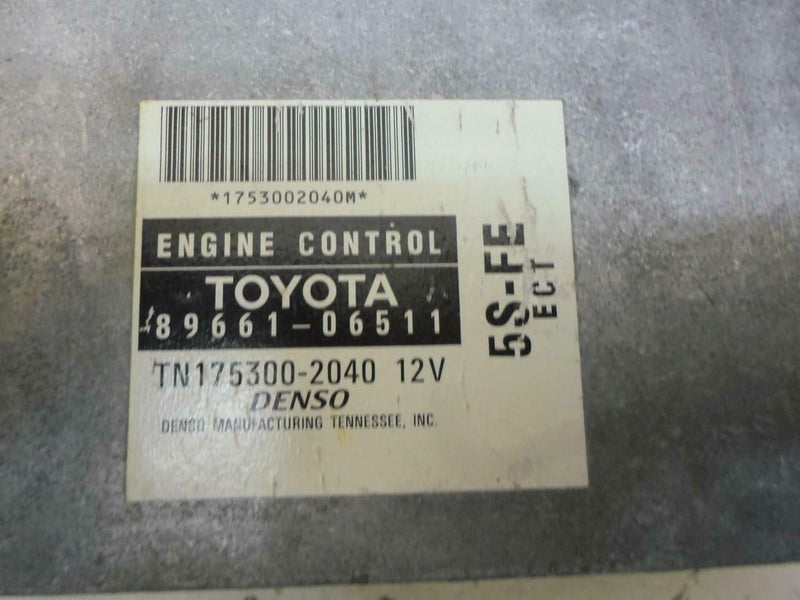 *1753002040M*
ENGINE CONTROL
TOYOTA
89661-06511
TN175300-2040 12V
DENSO
DENSO MANUFACTURING TENNESSEE, INC.
5S-FE
ECT